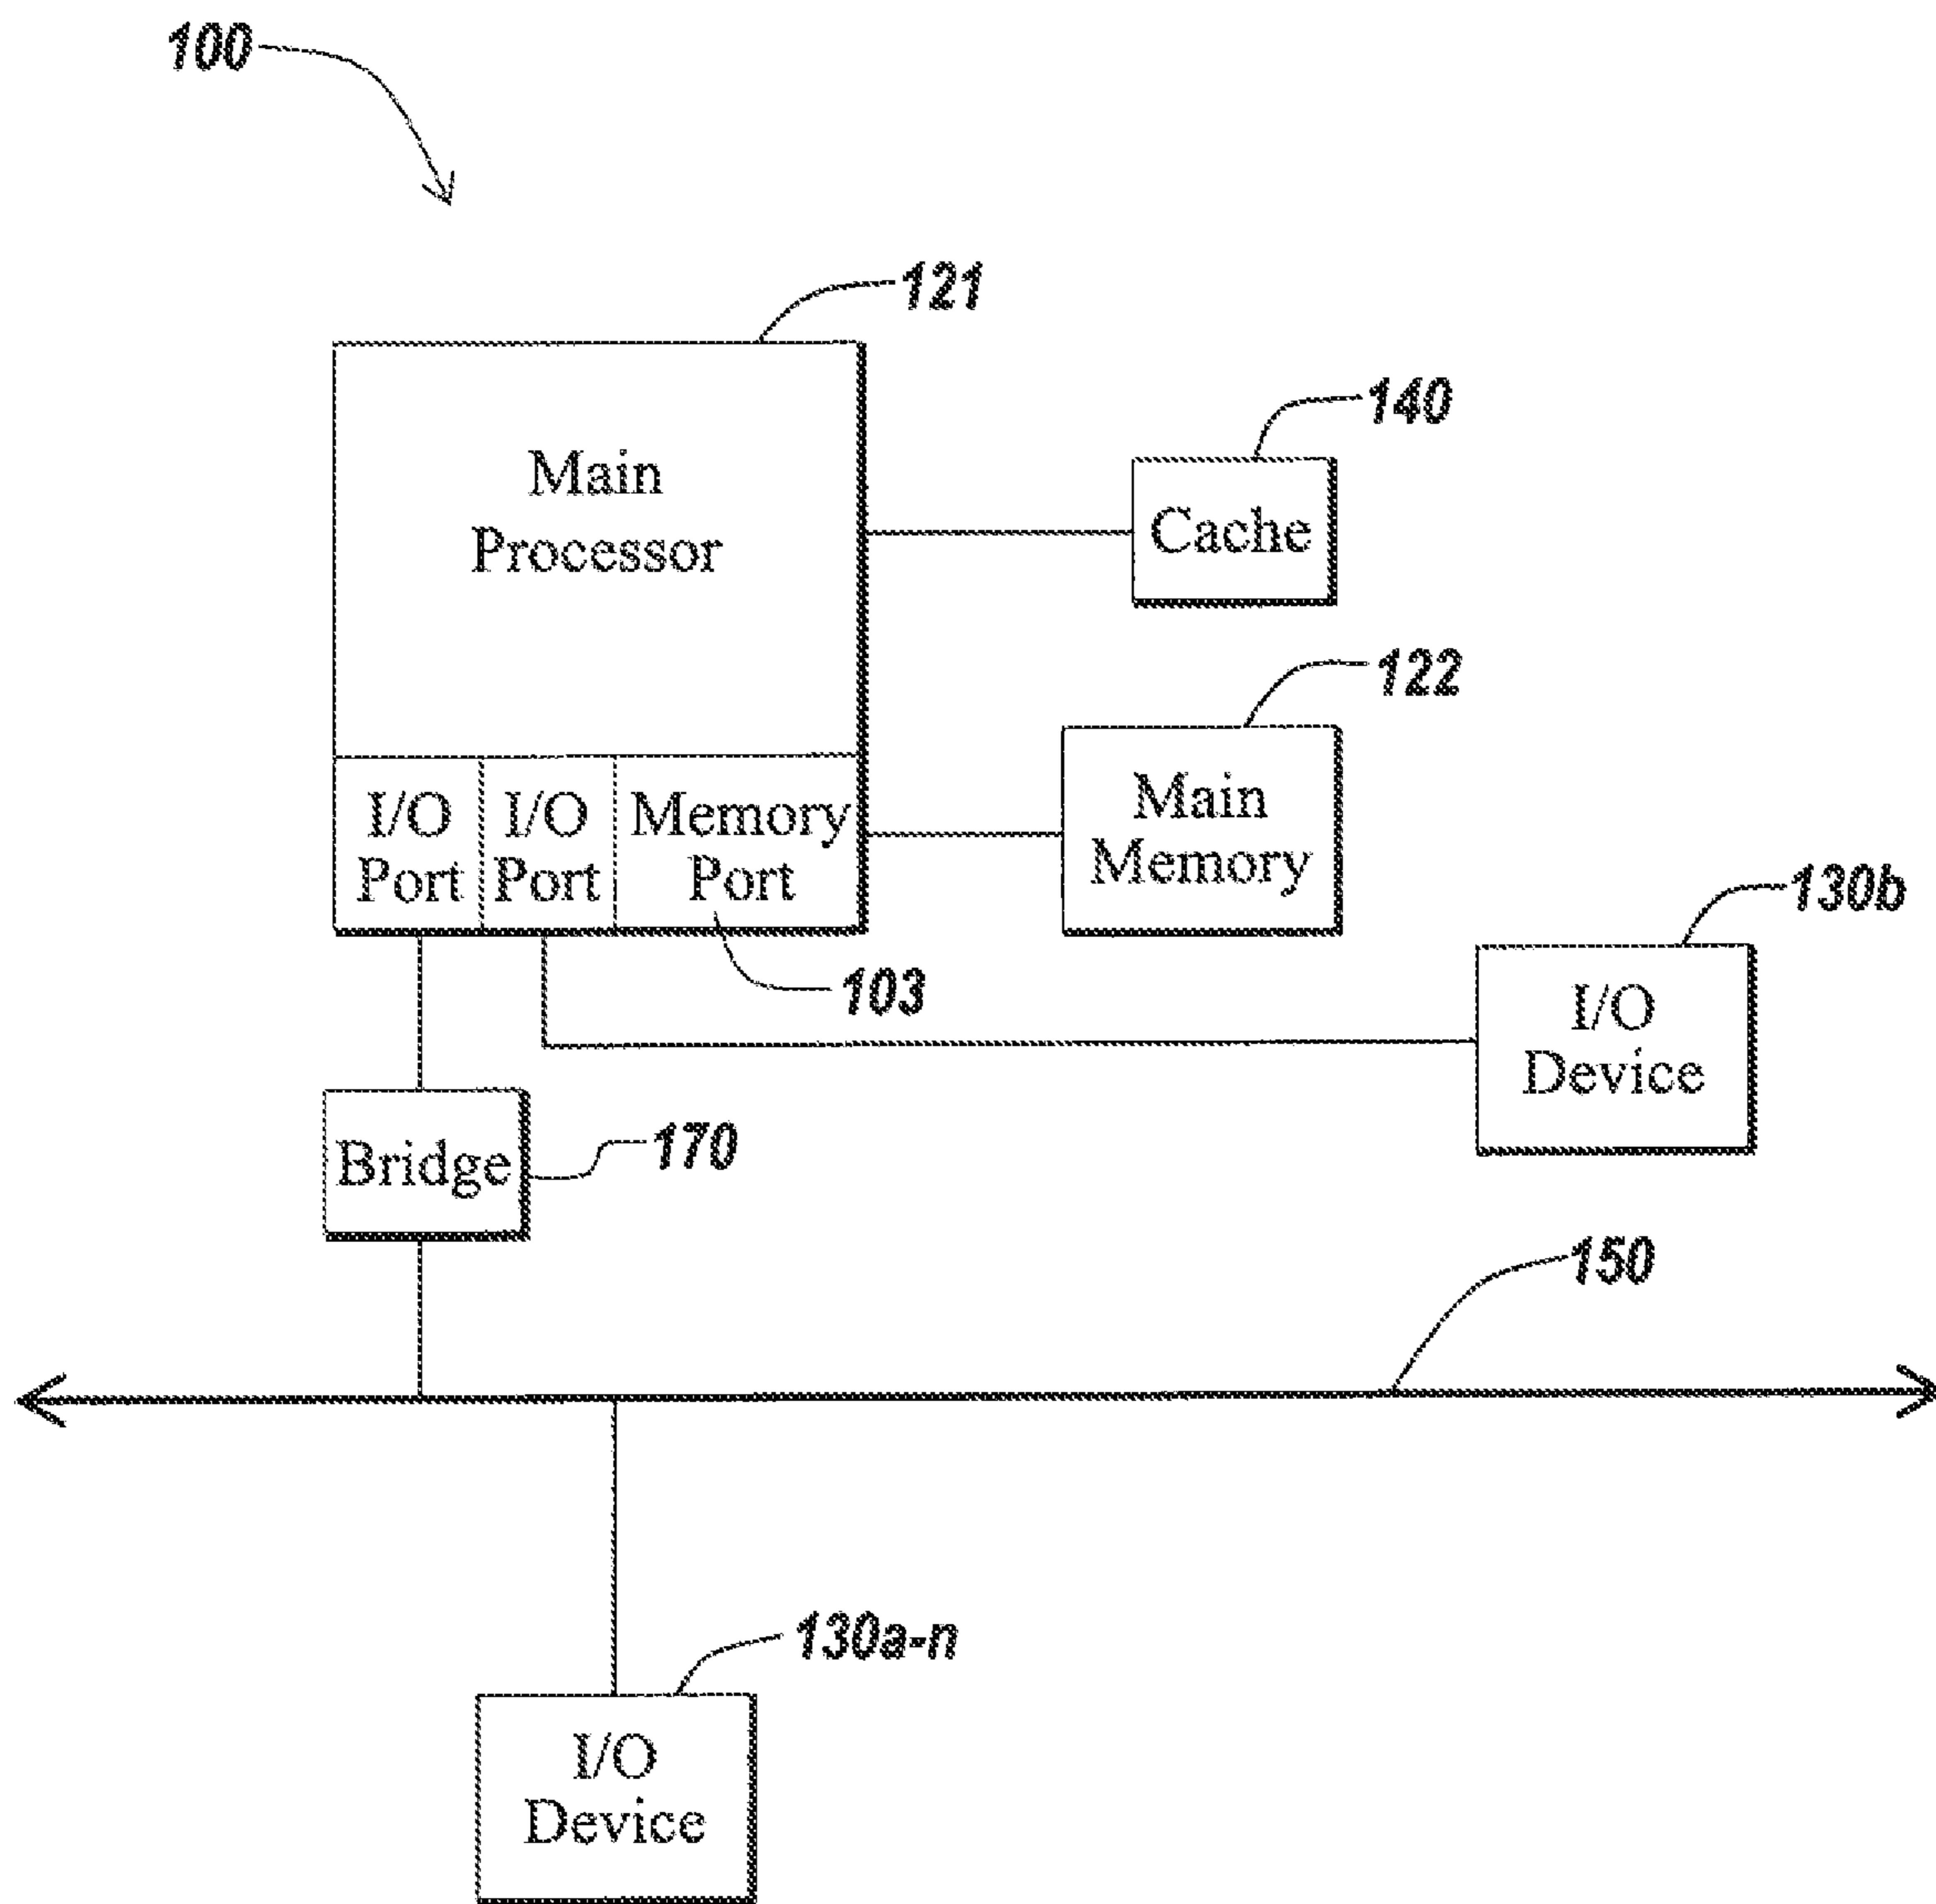 100
121
Main
Processor
140
Cache
122
Main
Memory
I/O
Port
I/O
Port
Memory
Port
103
130b
I/O
Device
Bridge
170
150
130a-n
I/O
Device